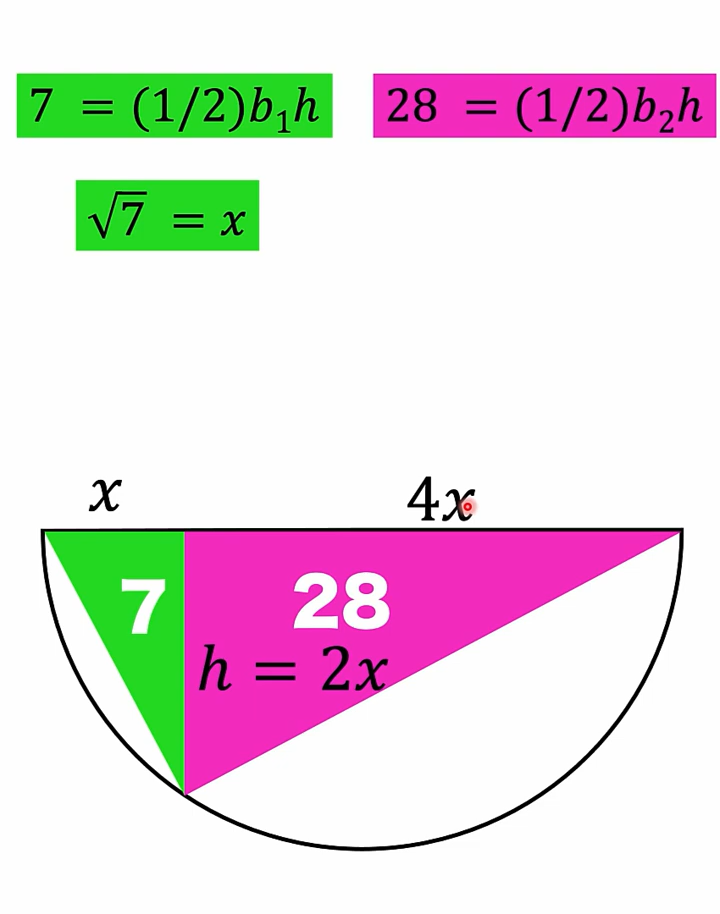 7 = (1/2)b₁h
28 = (1/2)b₂h
√7 = x
x
4x
7
28
h = 2x